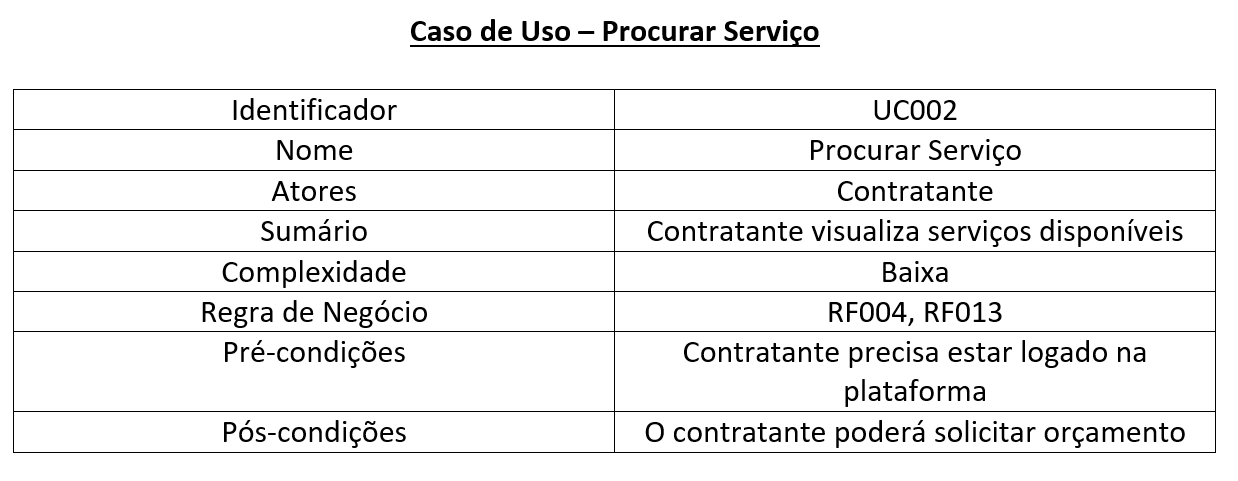 Caso de Uso – Procurar Serviço
Identificador UC002
Nome Procurar Serviço
Atores Contratante
Sumário Contratante visualiza serviços disponíveis
Complexidade Baixa
Regra de Negócio RF004, RF013
Pré-condições Contratante precisa estar logado na
plataforma
Pós-condições O contratante poderá solicitar orçamento